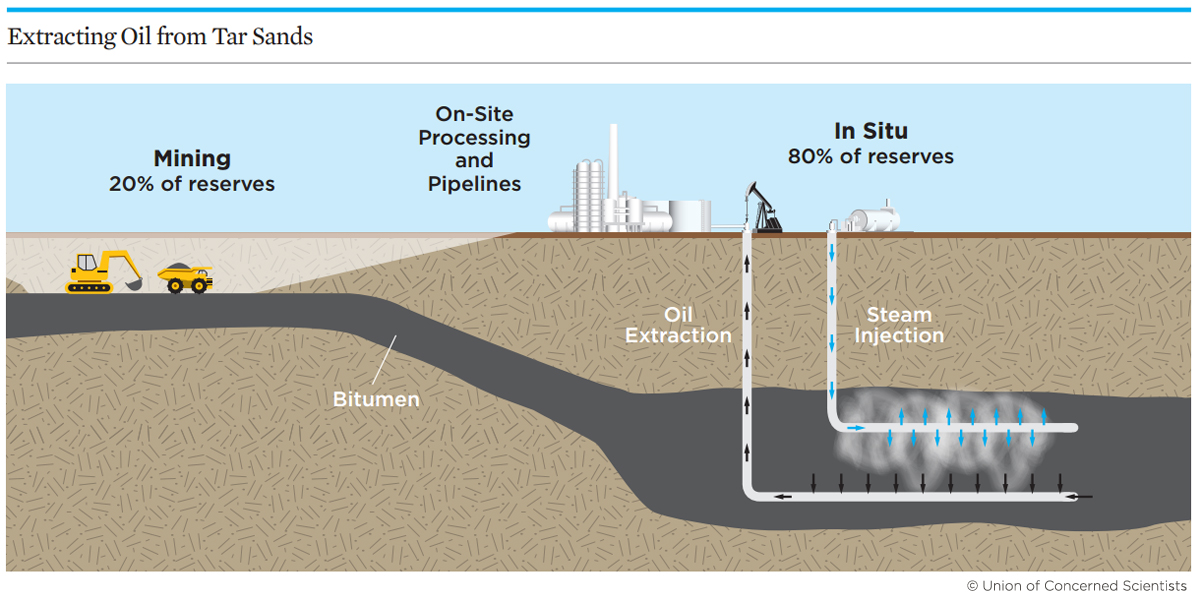 Extracting Oil from Tar Sands
Mining
20% of reserves
On-Site
Processing
and
Pipelines
In Situ
80% of reserves
Oil
Extraction
Steam
Injection
Bitumen
© Union of Concerned Scientists